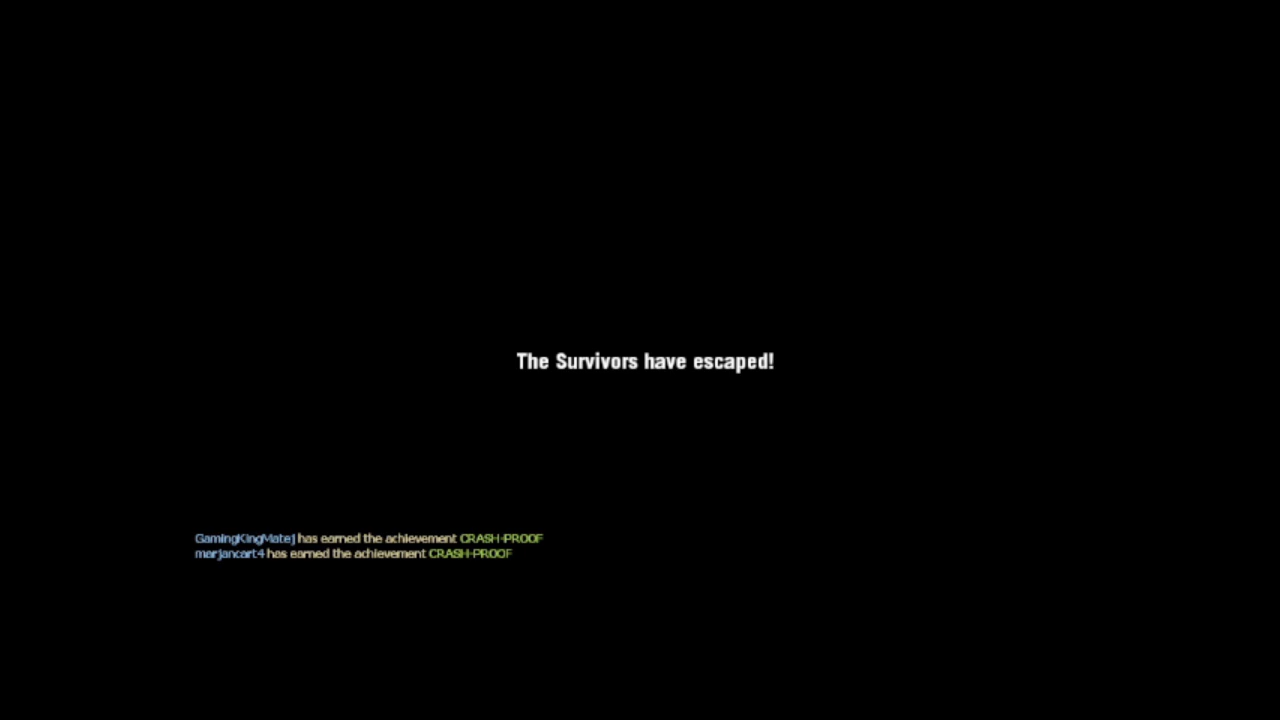 The Survivors have escaped!
GamingKingMatej has earned the achievement CRASH-PROOF
marjancart4 has earned the achievement CRASH-PROOF